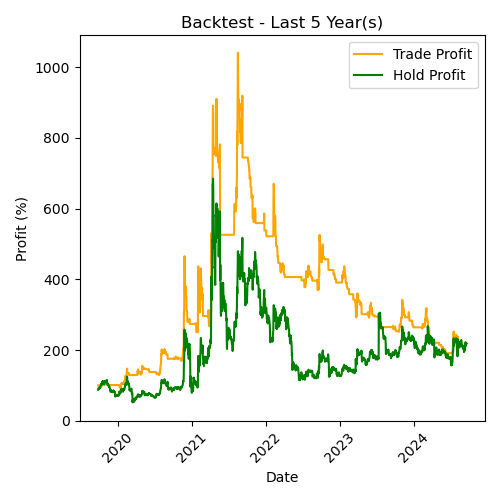 Backtest - Last 5 Year(s)
Trade Profit
Hold Profit
Profit (%)
1000
800
600
400
200
0
2020
2021
2022
2023
2024
Date